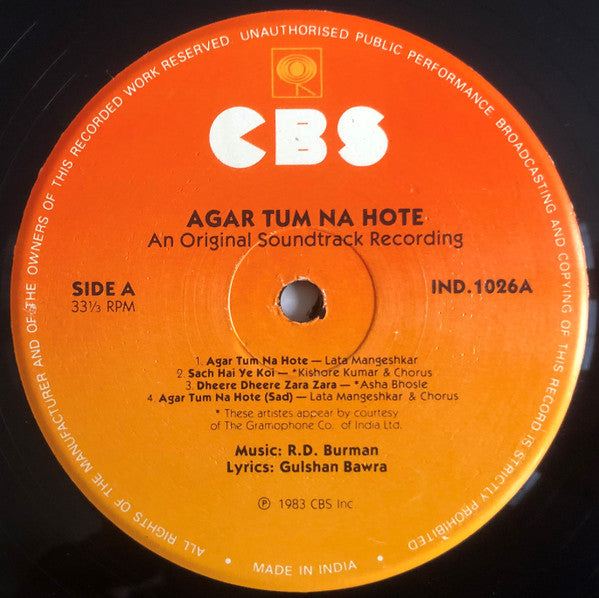 ALL RIGHTS OF THE MANUFACTURER AND OF THE OWNERS OF THIS RECORDED WORK RESERVED. UNAUTHORISED PUBLIC PERFORMANCE BROADCASTING AND COPYING OF THIS RECORD IS STRICTLY PROHIBITED
CBS
AGAR TUM NA HOTE
An Original Soundtrack Recording
SIDE A
33⅓ RPM
IND.1026A
1. Agar Tum Na Hote — Lata Mangeshkar
2 Sach Hai Ye Koi — *Kishore Kumar & Chorus
3. Dheere Dheere Zara Zara — *Asha Bhosle
4. Agar Tum Na Hote (Sad) — Lata Mangeshkar & Chorus
* These artistes appear by courtesy
of The Gramophone Co. of India Ltd.
Music: R.D. Burman
Lyrics: Gulshan Bawra
℗ 1983 CBS Inc
• MADE IN INDIA •